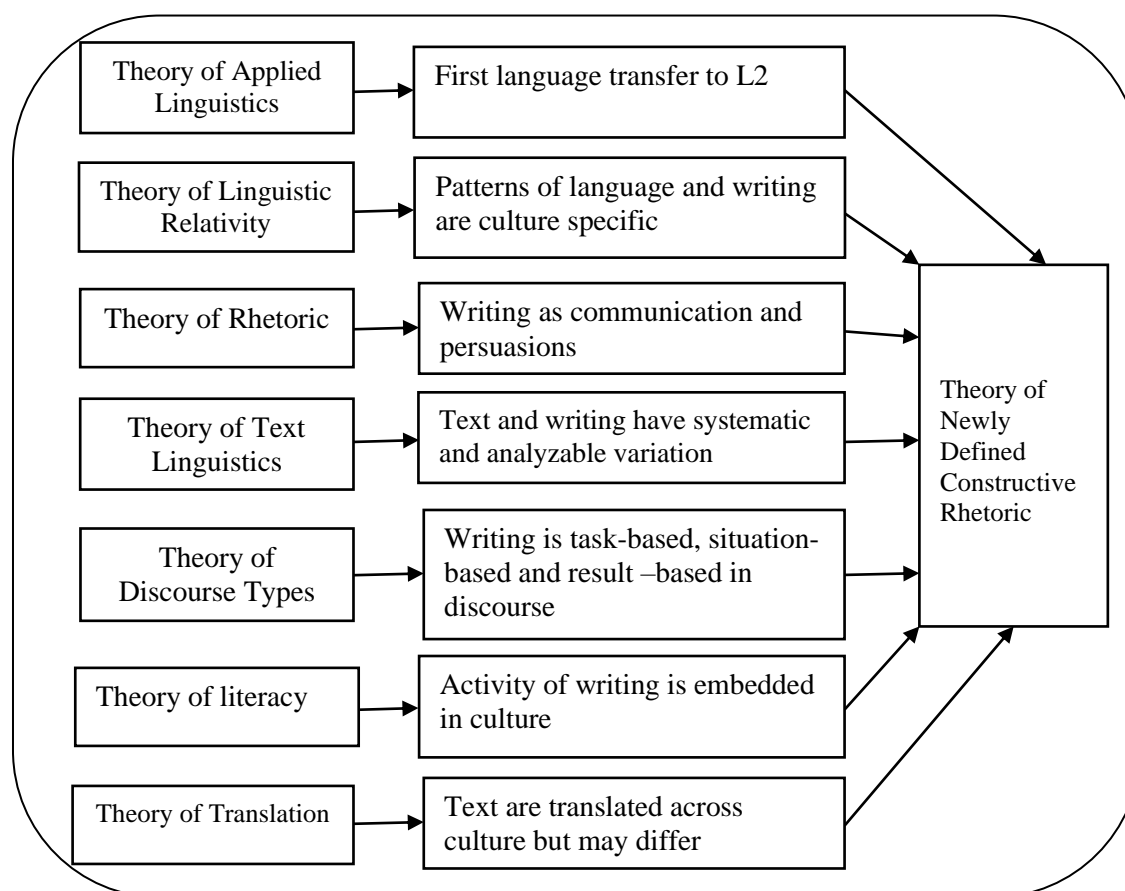 Theory of Applied
Linguistics
First language transfer to L2
Theory of Linguistic
Relativity
Patterns of language and writing
are culture specific
Theory of Rhetoric
Writing as communication and
persuasions
Theory of Text
Linguistics
Text and writing have systematic
and analyzable variation
Theory of
Discourse Types
Writing is task-based, situation-
based and result –based in
discourse
Theory of literacy
Activity of writing is embedded
in culture
Theory of Translation
Text are translated across
culture but may differ
Theory of
Newly
Defined
Constructive
Rhetoric